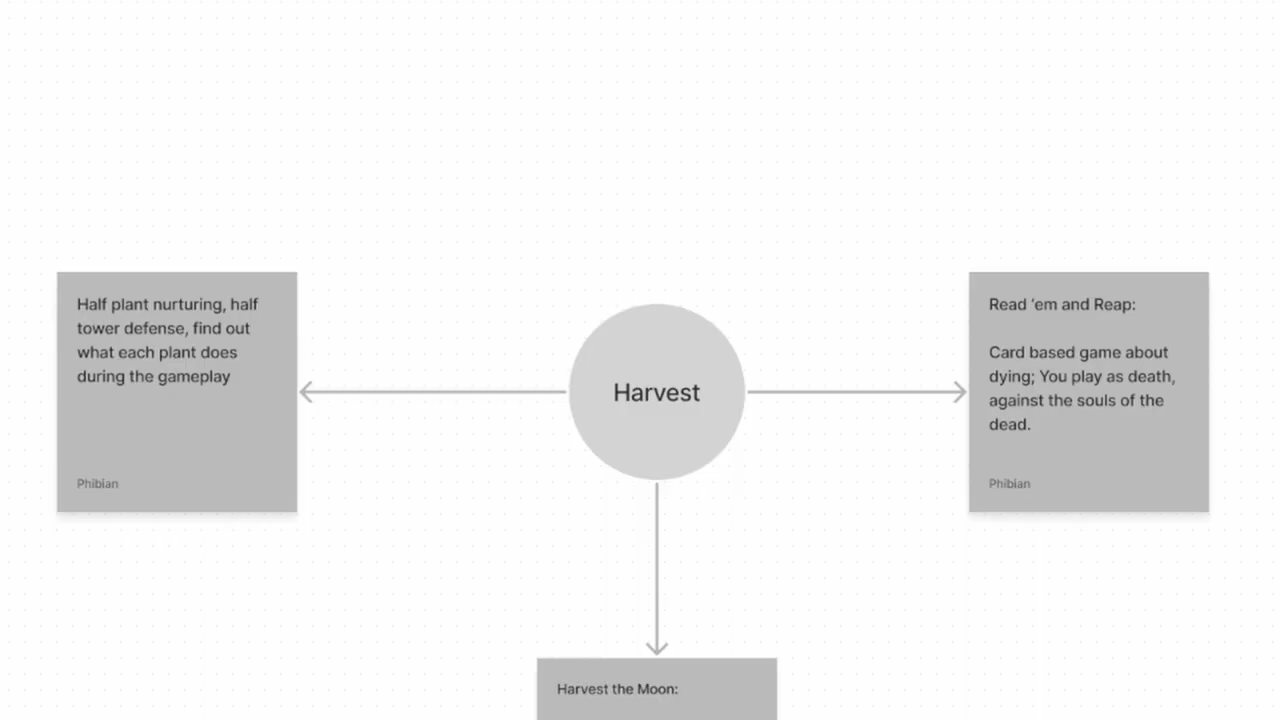 Half plant nurturing, half
tower defense, find out
what each plant does
during the gameplay
Phibian
Harvest
Read ‘em and Reap:
Card based game about
dying; You play as death,
against the souls of the
dead.
Phibian
Harvest the Moon: